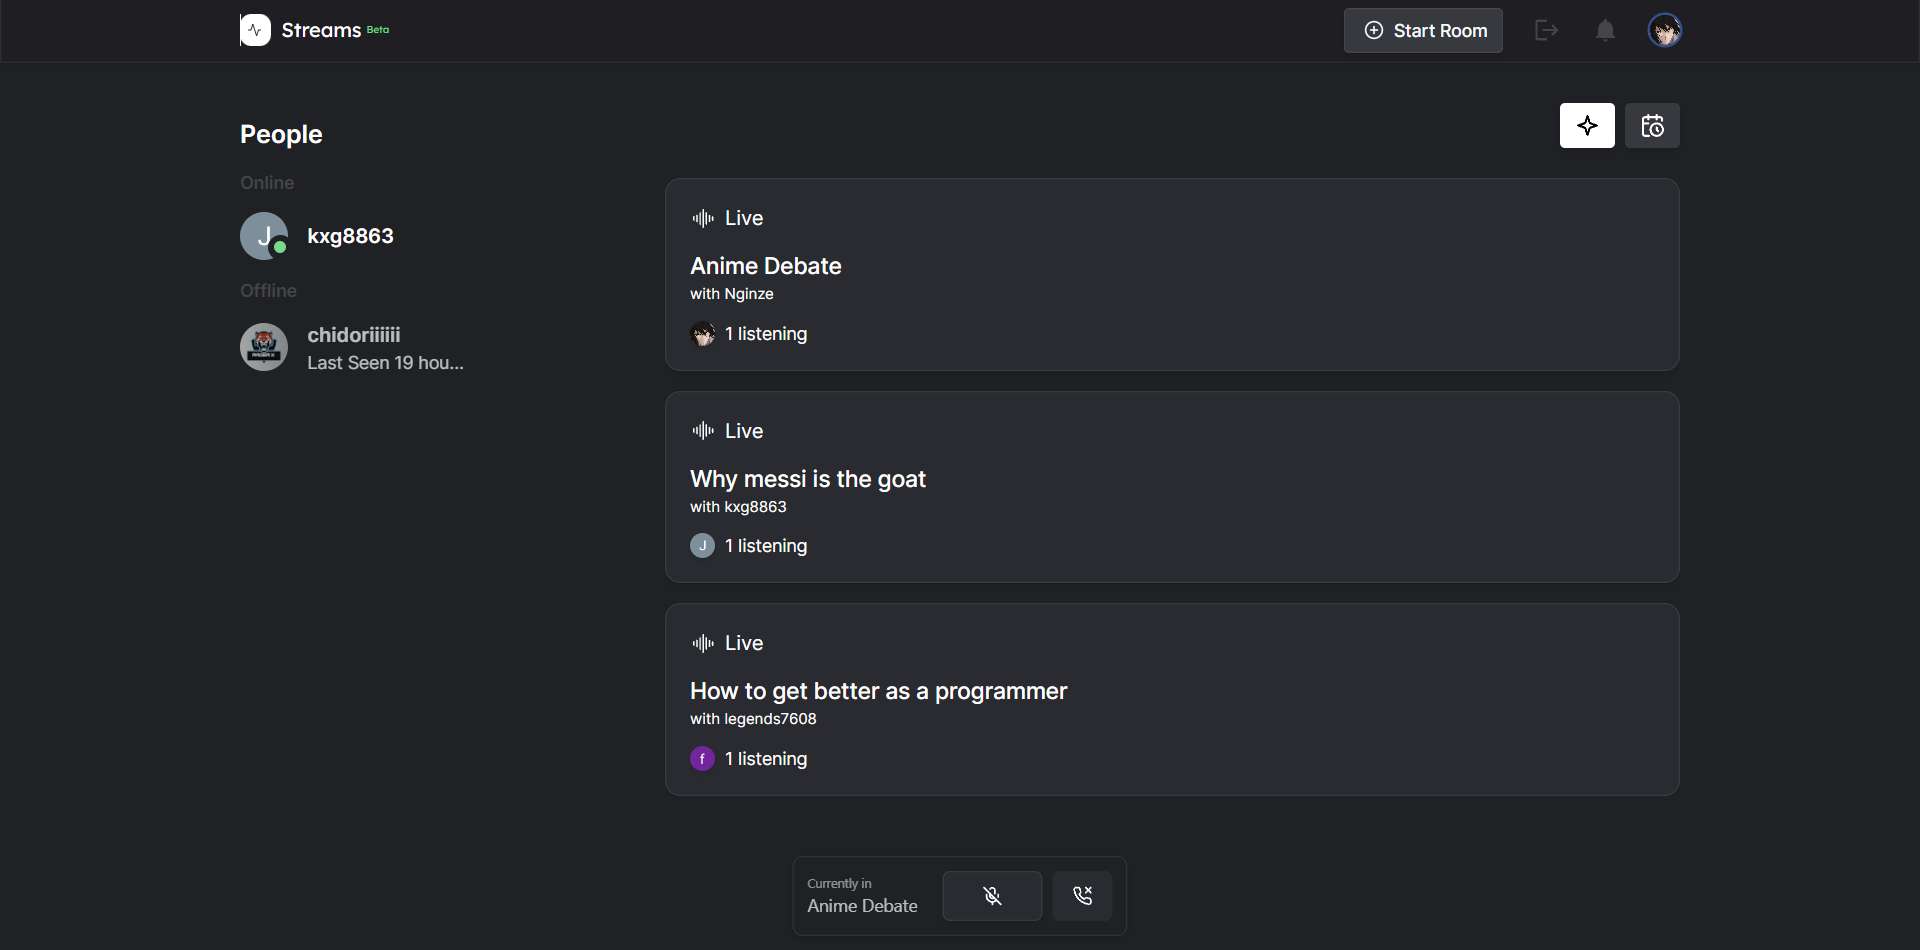 Streams Beta
Start Room
People
Online
J
kxg8863
Offline
chidoriiiiii
Last Seen 19 hou...
Live
Anime Debate
with Nginze
1 listening
Live
Why messi is the goat
with kxg8863
J 1 listening
Live
How to get better as a programmer
with legends7608
f 1 listening
Currently in
Anime Debate